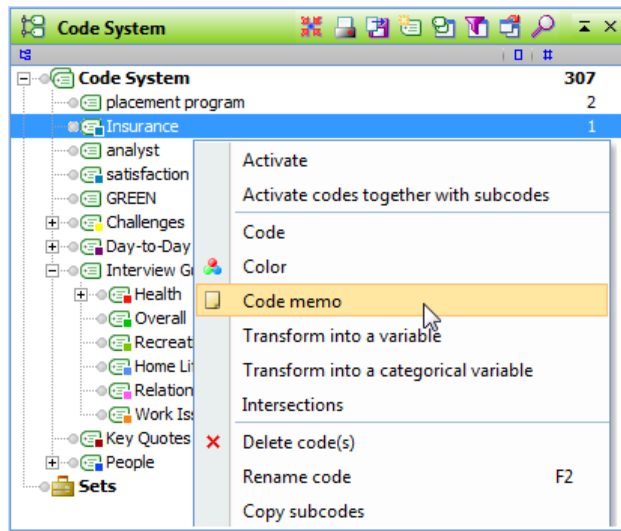 Code System
#
Code System 307
placement program 2
Insurance 1
analyst
satisfaction
GREEN
Challenges
Day-to-Day
Interview G
Health
Overall
Recreat
Home Li
Relation
Work Iss
Key Quotes
People
Sets
Activate
Activate codes together with subcodes
Code
Color
Code memo
Transform into a variable
Transform into a categorical variable
Intersections
Delete code(s)
Rename code F2
Copy subcodes